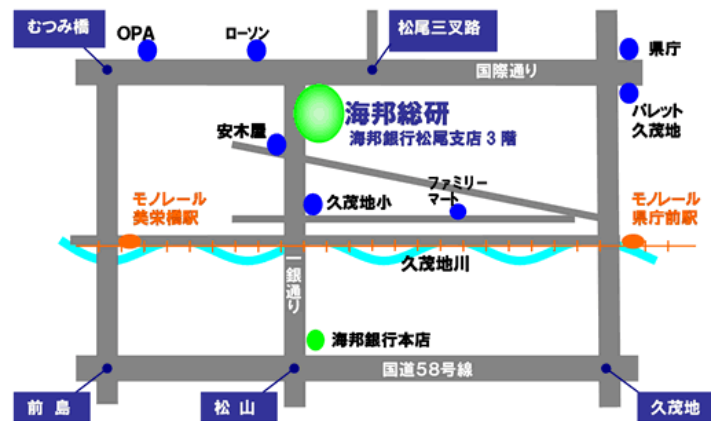 むつみ橋
OPA
ローソン
松尾三叉路
県庁
国際通り
パレット
久茂地
海邦総研
海邦銀行松尾支店3階
安木屋
ファミリー
マート
久茂地小
モノレール
美栄橋駅
モノレール
県庁前駅
久茂地川
一銀通り
海邦銀行本店
国道58号線
前島
松山
久茂地